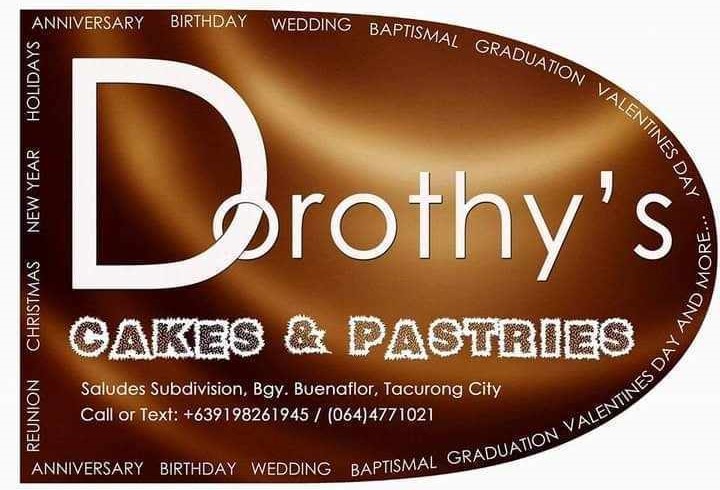 ANNIVERSARY BIRTHDAY WEDDING BAPTISMAL GRADUATION VALENTINES DAY AND MORE...
HOLIDAYS
NEW YEAR
CHRISTMAS
REUNION
Dorothy's
CAKES & PASTRIES
Saludes Subdivision, Bgy. Buenaflor, Tacurong City
Call or Text: +639198261945 / (064)4771021
ANNIVERSARY BIRTHDAY WEDDING BAPTISMAL GRADUATION VALENTINES DAY